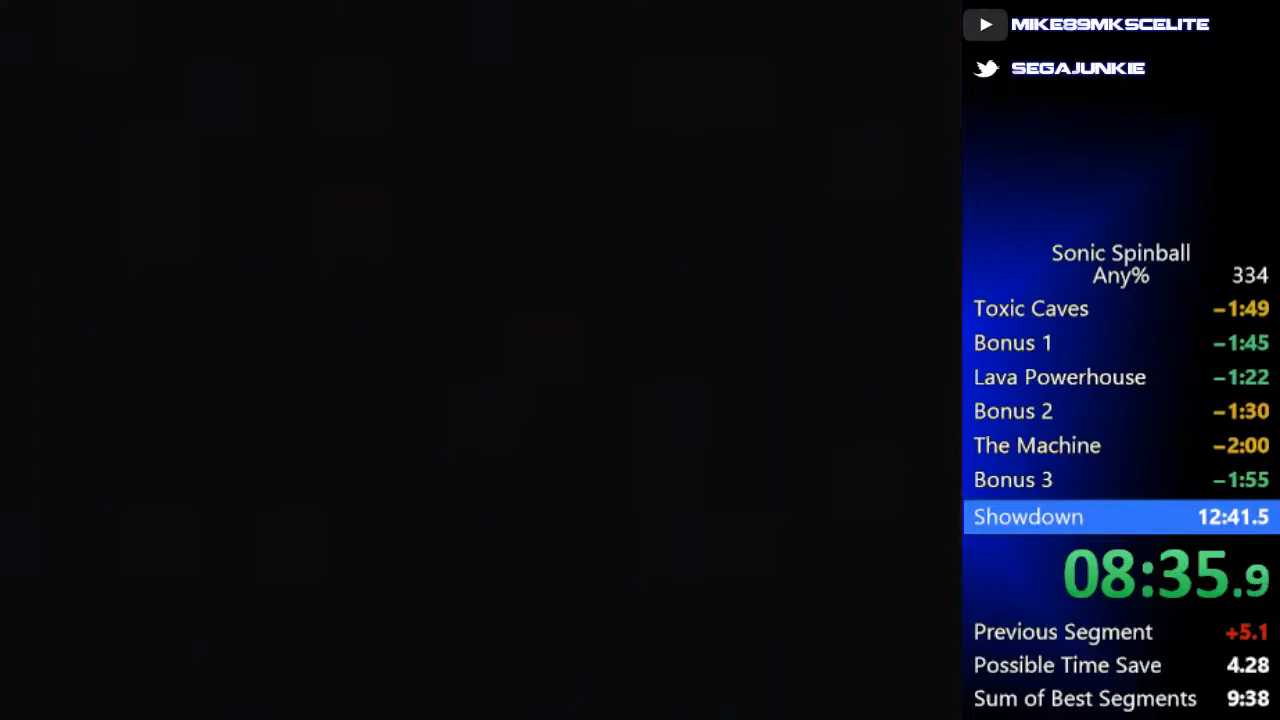 MIKE89MKSCELITE
SEGAJUNKIE
Sonic Spinball
Any% 334
Toxic Caves −1:49
Bonus 1 −1:45
Lava Powerhouse −1:22
Bonus 2 −1:30
The Machine −2:00
Bonus 3 −1:55
Showdown 12:41.5
08:35.9
Previous Segment +5.1
Possible Time Save 4.28
Sum of Best Segments 9:38